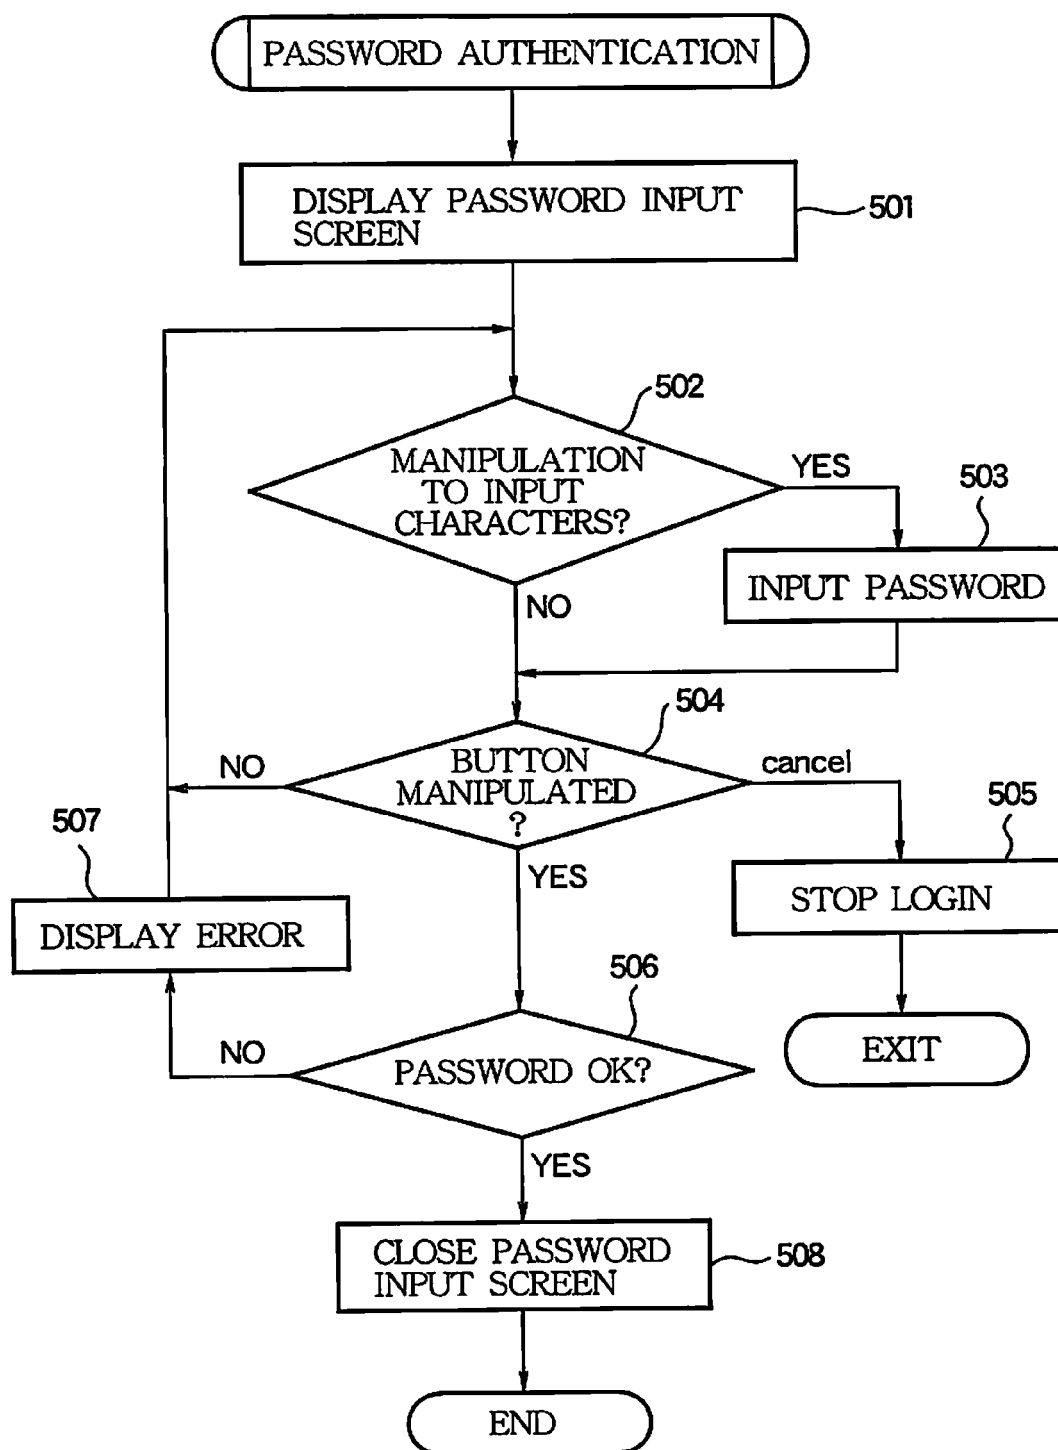 PASSWORD AUTHENTICATION
DISPLAY PASSWORD INPUT
SCREEN
501
502
MANIPULATION
TO INPUT
CHARACTERS?
YES
503
INPUT PASSWORD
NO
504
BUTTON
MANIPULATED
?
NO
cancel
505
507
YES
STOP LOGIN
DISPLAY ERROR
506
EXIT
PASSWORD OK?
NO
YES
CLOSE PASSWORD
INPUT SCREEN
508
END